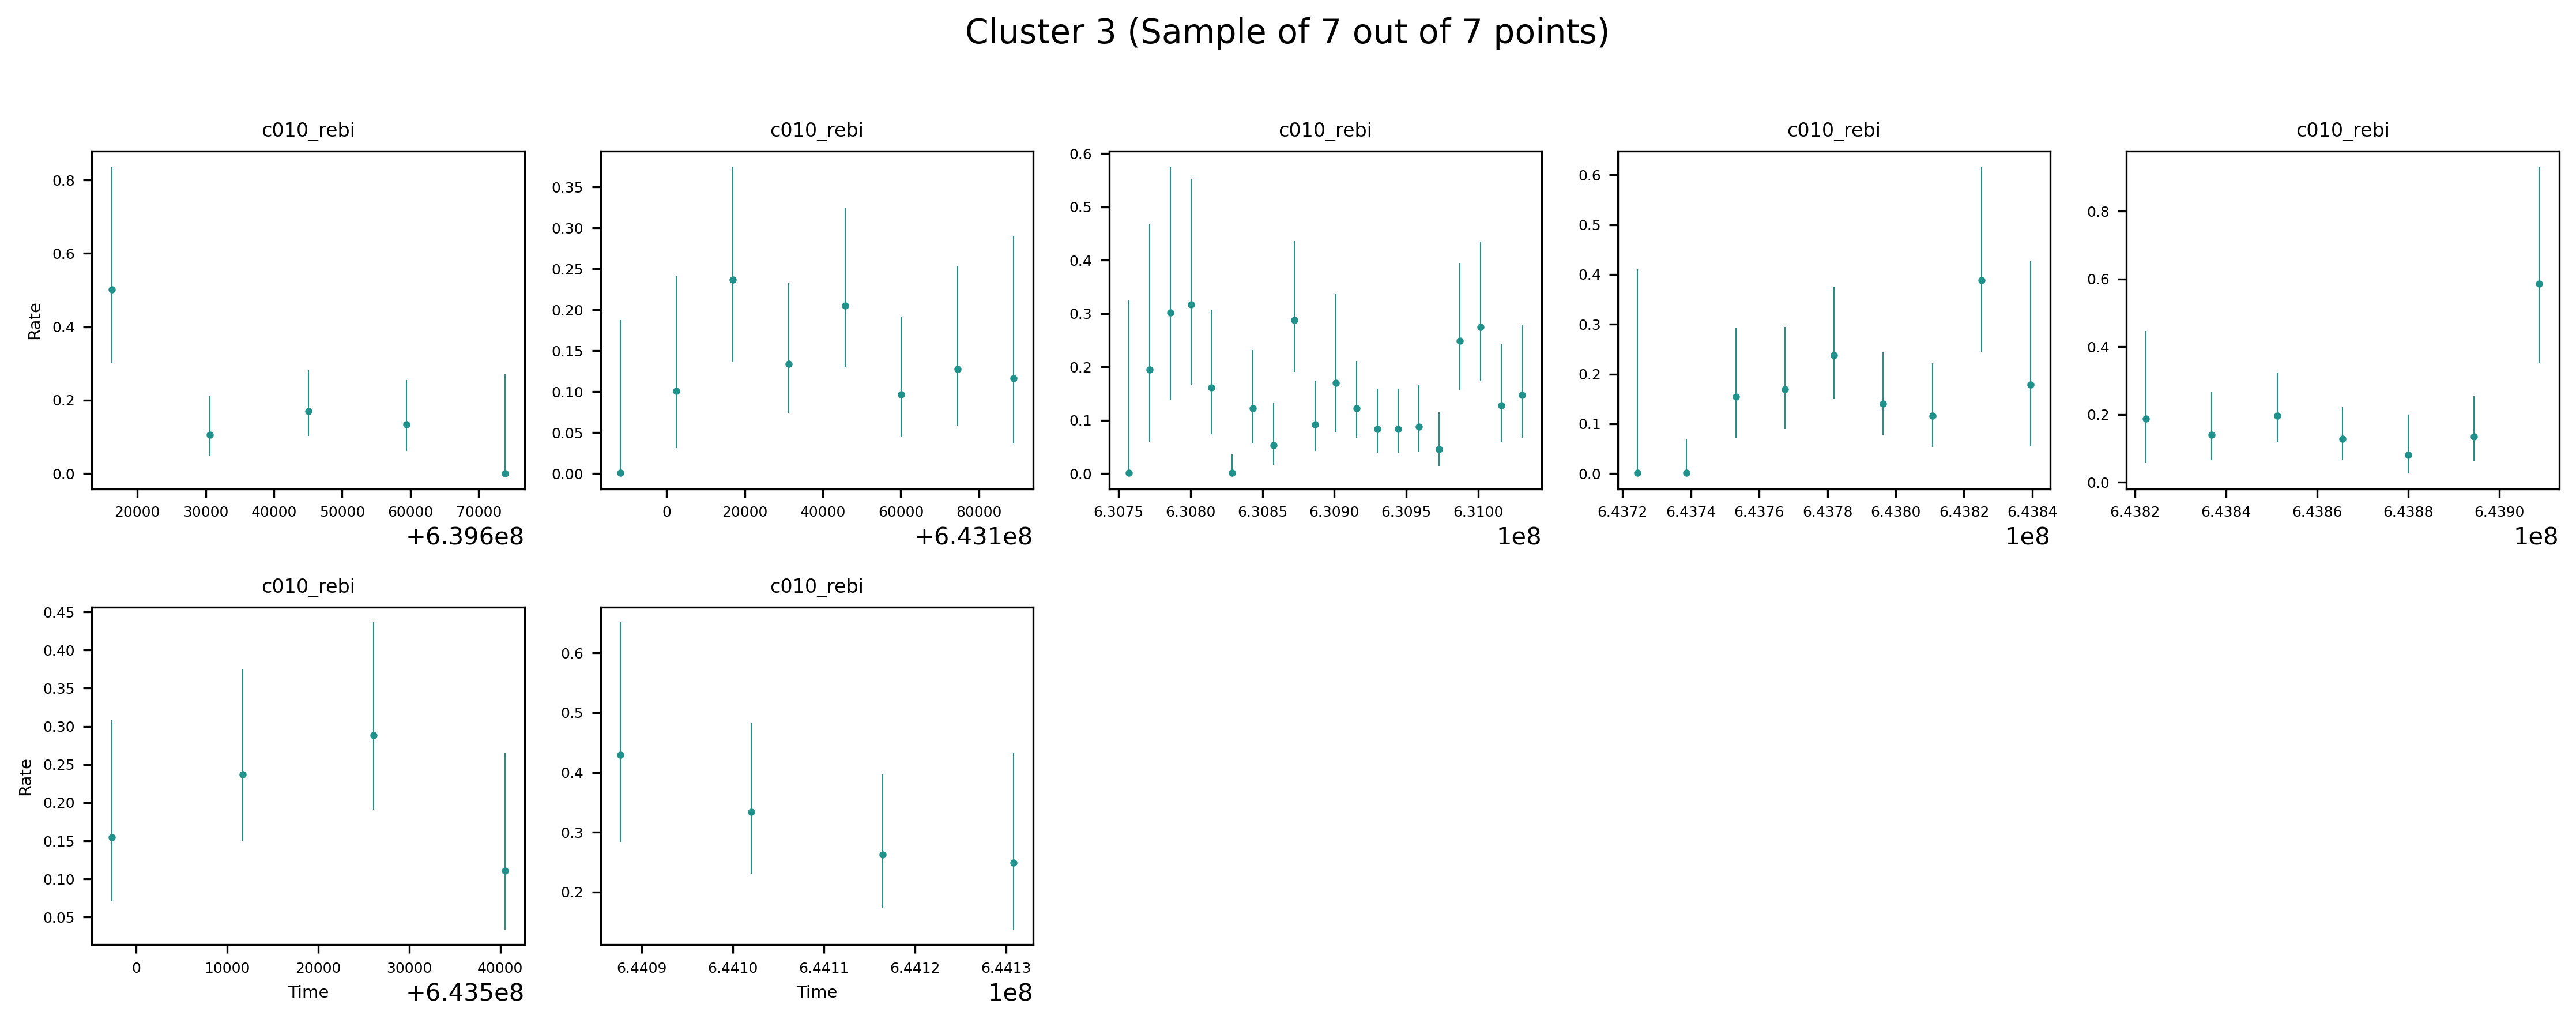 Cluster 3 (Sample of 7 out of 7 points)
c010_rebi
Rate
0.8
0.6
0.4
0.2
0.0
20000 30000 40000 50000 60000 70000
+6.396e8
c010_rebi
0.35
0.30
0.25
0.20
0.15
0.10
0.05
0.00
0 20000 40000 60000 80000
+6.431e8
c010_rebi
0.6
0.5
0.4
0.3
0.2
0.1
0.0
6.3075 6.3080 6.3085 6.3090 6.3095 6.3100
1e8
c010_rebi
0.6
0.5
0.4
0.3
0.2
0.1
0.0
6.4372 6.4374 6.4376 6.4378 6.4380 6.4382 6.4384
1e8
c010_rebi
0.8
0.6
0.4
0.2
0.0
6.4382 6.4384 6.4386 6.4388 6.4390
1e8
c010_rebi
Rate
0.45
0.40
0.35
0.30
0.25
0.20
0.15
0.10
0.05
0 10000 20000 30000 40000
Time
+6.435e8
c010_rebi
0.6
0.5
0.4
0.3
0.2
6.4409 6.4410 6.4411 6.4412 6.4413
Time
1e8